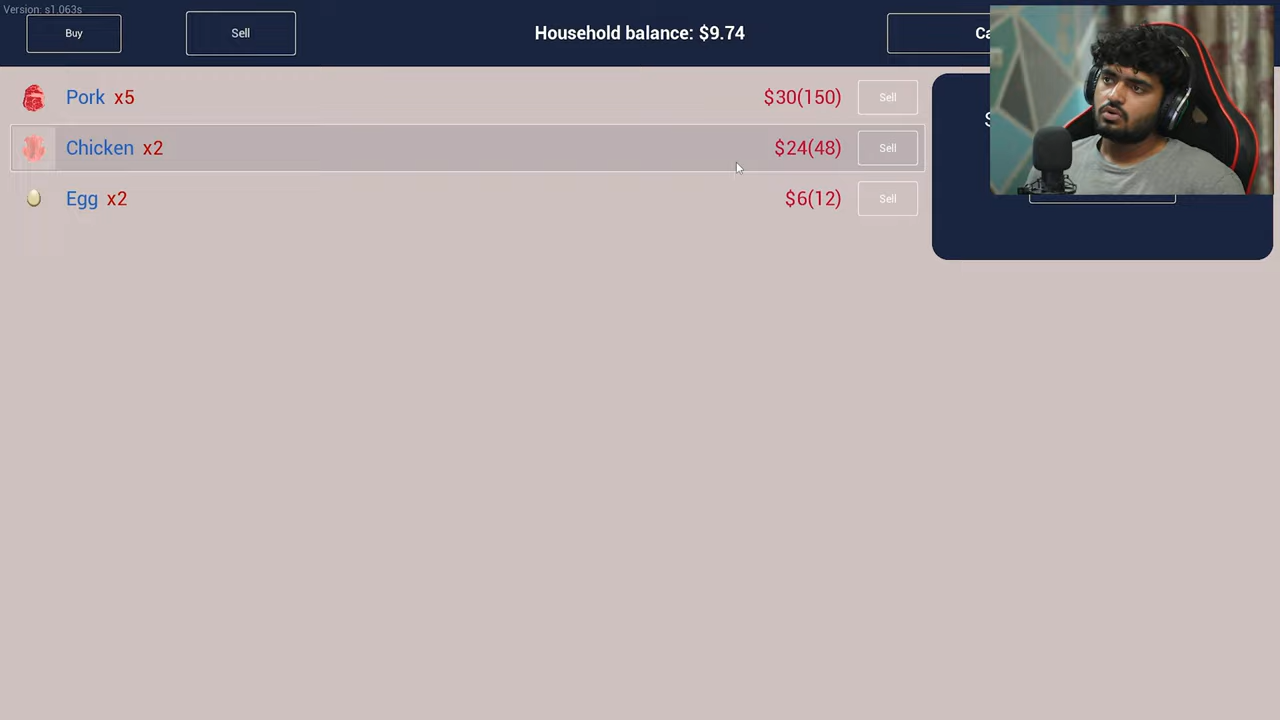 Version: s1.063s
Buy
Sell
Household balance: $9.74
Pork x5
$30(150)
Sell
Chicken x2
$24(48)
Sell
Egg x2
$6(12)
Sell